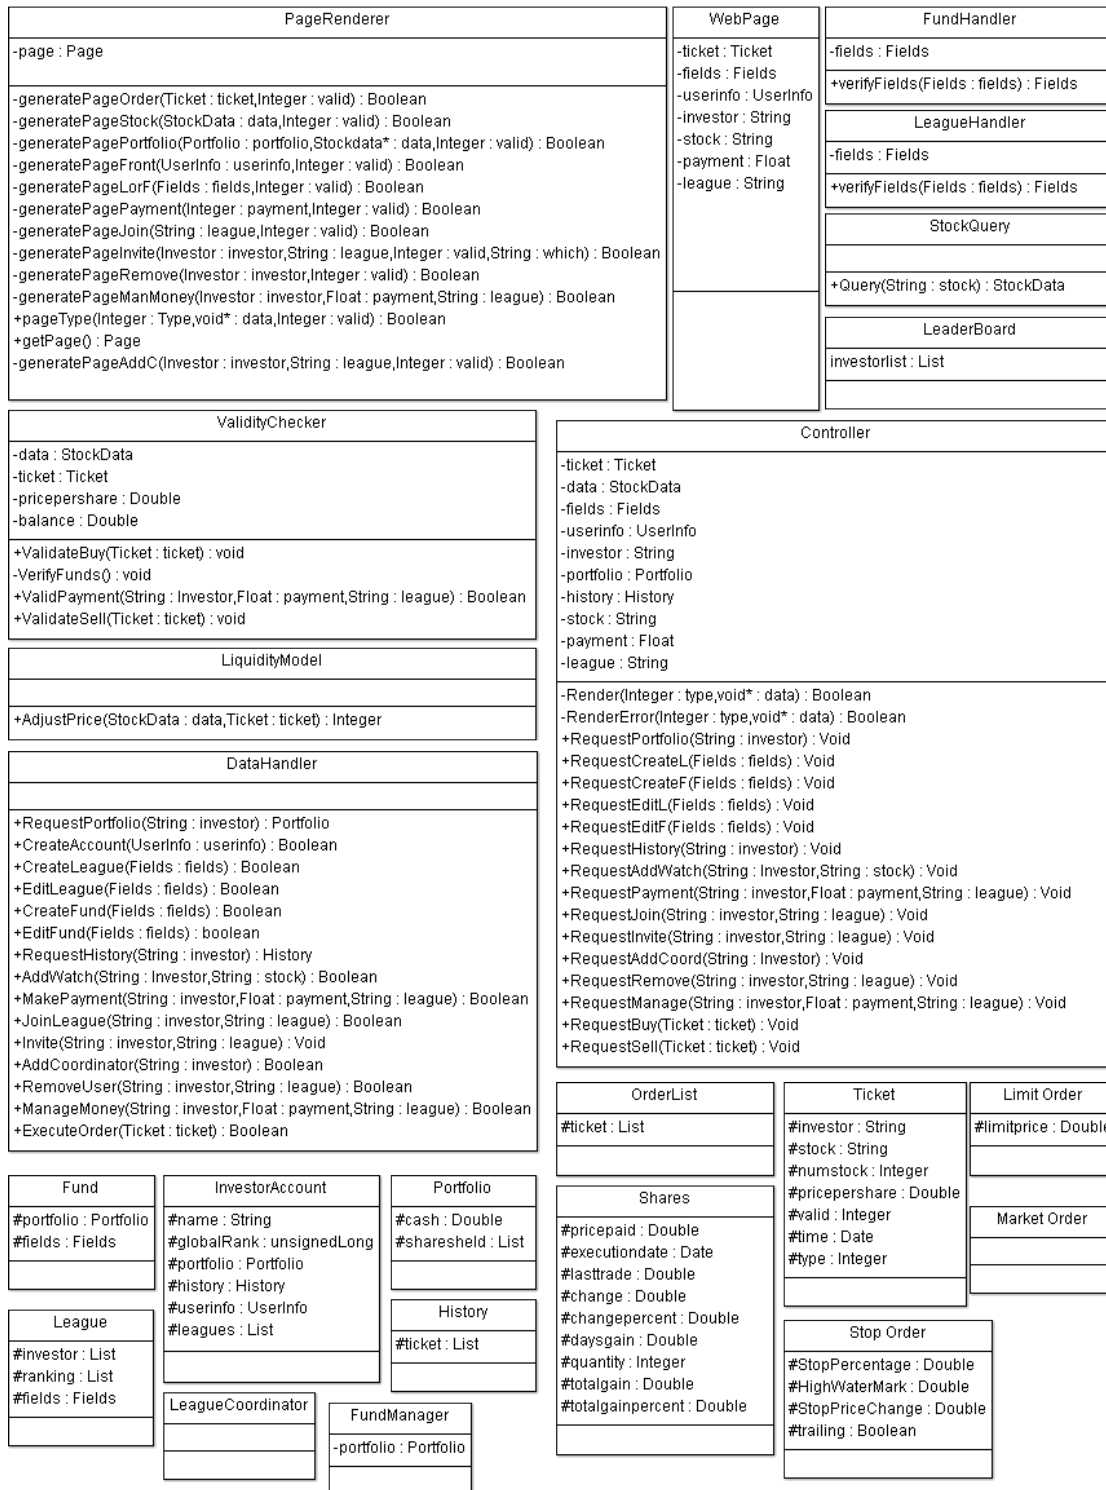 PageRenderer
-page : Page
-generatePageOrder(Ticket : ticket,Integer : valid) : Boolean
-generatePageStock(StockData : data,Integer : valid) : Boolean
-generatePagePortfolio(Portfolio : portfolio,Stockdata* : data,Integer : valid) : Boolean
-generatePageFront(UserInfo : userinfo,Integer : valid) : Boolean
-generatePageLorF(Fields : fields,Integer : valid) : Boolean
-generatePagePayment(Integer : payment,Integer : valid) : Boolean
-generatePageJoin(String : league,Integer : valid) : Boolean
-generatePageInvite(Investor : investor,String : league,Integer : valid,String : which) : Boolean
-generatePageRemove(Investor : investor,Integer : valid) : Boolean
-generatePageManMoney(Investor : investor,Float : payment,String : league) : Boolean
+pageType(Integer : Type,void* : data,Integer : valid) : Boolean
+getPage() : Page
-generatePageAddC(Investor : investor,String : league,Integer : valid) : Boolean
WebPage
-ticket : Ticket
-fields : Fields
-userinfo : UserInfo
-investor : String
-stock : String
-payment : Float
-league : String
FundHandler
-fields : Fields
+verifyFields(Fields : fields) : Fields
LeagueHandler
-fields : Fields
+verifyFields(Fields : fields) : Fields
StockQuery
+Query(String : stock) : StockData
LeaderBoard
investorlist : List
ValidityChecker
-data : StockData
-ticket : Ticket
-pricepershare : Double
-balance : Double
+ValidateBuy(Ticket : ticket) : void
-VerifyFunds() : void
+ValidPayment(String : Investor,Float : payment,String : league) : Boolean
+ValidateSell(Ticket : ticket) : void
LiquidityModel
+AdjustPrice(StockData : data,Ticket : ticket) : Integer
DataHandler
+RequestPortfolio(String : investor) : Portfolio
+CreateAccount(UserInfo : userinfo) : Boolean
+CreateLeague(Fields : fields) : Boolean
+EditLeague(Fields : fields) : Boolean
+CreateFund(Fields : fields) : Boolean
+EditFund(Fields : fields) : boolean
+RequestHistory(String : investor) : History
+AddWatch(String : Investor,String : stock) : Boolean
+MakePayment(String : investor,Float : payment,String : league) : Boolean
+JoinLeague(String : investor,String : league) : Boolean
+Invite(String : investor,String : league) : Void
+AddCoordinator(String : investor) : Boolean
+RemoveUser(String : investor,String : league) : Boolean
+ManageMoney(String : investor,Float : payment,String : league) : Boolean
+ExecuteOrder(Ticket : ticket) : Boolean
Controller
-ticket : Ticket
-data : StockData
-fields : Fields
-userinfo : UserInfo
-investor : String
-portfolio : Portfolio
-history : History
-stock : String
-payment : Float
-league : String
-Render(Integer : type,void* : data) : Boolean
-RenderError(Integer : type,void* : data) : Boolean
+RequestPortfolio(String : investor) : Void
+RequestCreateL(Fields : fields) : Void
+RequestCreateF(Fields : fields) : Void
+RequestEditL(Fields : fields) : Void
+RequestEditF(Fields : fields) : Void
+RequestHistory(String : investor) : Void
+RequestAddWatch(String : Investor,String : stock) : Void
+RequestPayment(String : investor,Float : payment,String : league) : Void
+RequestJoin(String : investor,String : league) : Void
+RequestInvite(String : investor,String : league) : Void
+RequestAddCoord(String : Investor) : Void
+RequestRemove(String : investor,String : league) : Void
+RequestManage(String : investor,Float : payment,String : league) : Void
+RequestBuy(Ticket : ticket) : Void
+RequestSell(Ticket : ticket) : Void
OrderList
#ticket : List
Ticket
#investor : String
#stock : String
#numstock : Integer
#pricepershare : Double
#valid : Integer
#time : Date
#type : Integer
Limit Order
#limitprice : Double
Fund
#portfolio : Portfolio
#fields : Fields
InvestorAccount
#name : String
#globalRank : unsignedLong
#portfolio : Portfolio
#history : History
#userinfo : UserInfo
#leagues : List
Portfolio
#cash : Double
#sharesheld : List
Shares
#pricepaid : Double
#executiondate : Date
#lasttrade : Double
#change : Double
#changepercent : Double
#daysgain : Double
#quantity : Integer
#totalgain : Double
#totalgainpercent : Double
Market Order
League
#investor : List
#ranking : List
#fields : Fields
History
#ticket : List
Stop Order
#StopPercentage : Double
#HighWaterMark : Double
#StopPriceChange : Double
#trailing : Boolean
LeagueCoordinator
FundManager
-portfolio : Portfolio